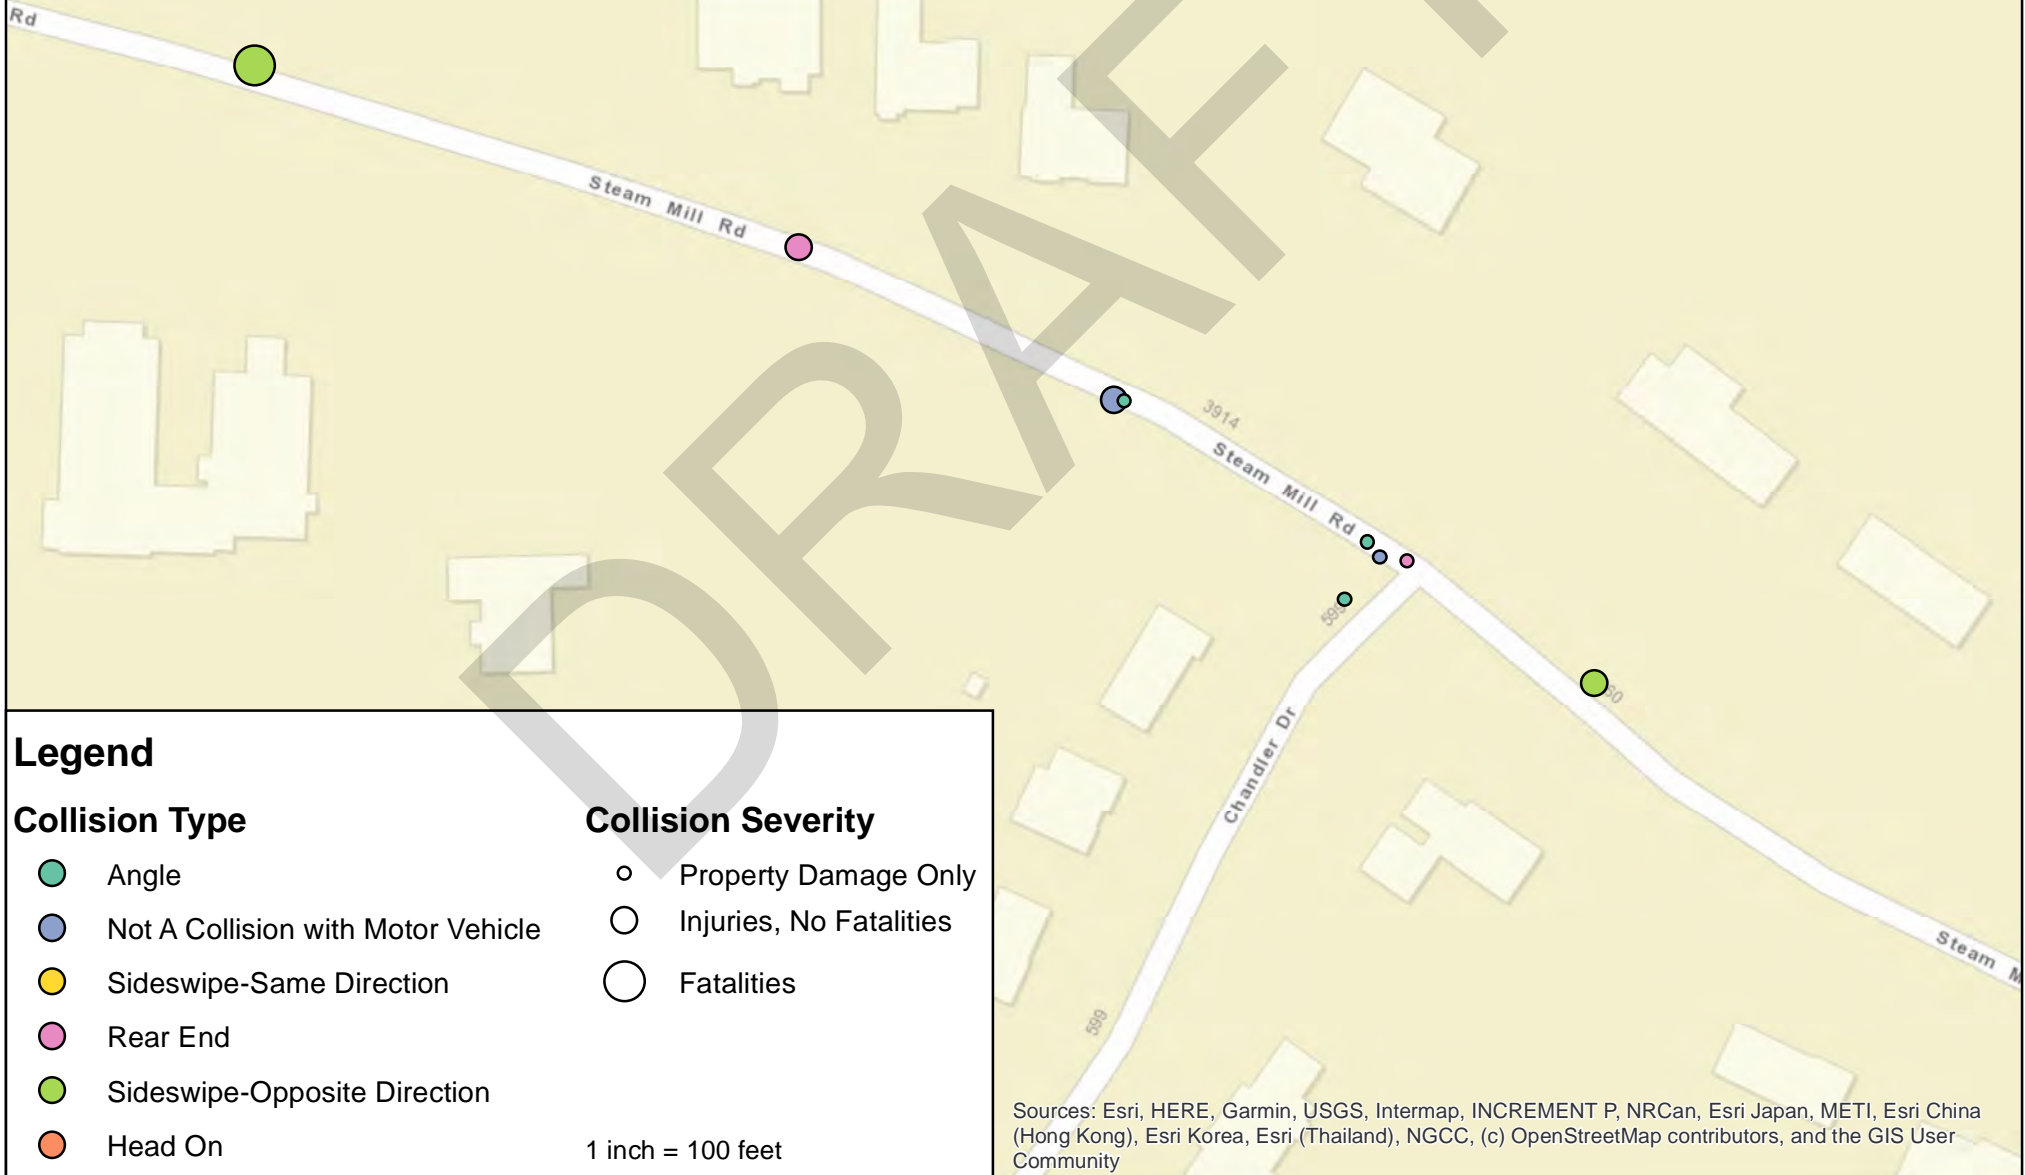 Rd
Steam Mill Rd
3914
Steam Mill Rd
Chandler Dr
599
Steam
DRAF
Legend
Collision Type
Angle
Not A Collision with Motor Vehicle
Sideswipe-Same Direction
Rear End
Sideswipe-Opposite Direction
Head On
Collision Severity
Property Damage Only
Injuries, No Fatalities
Fatalities
1 inch = 100 feet
Sources: Esri, HERE, Garmin, USGS, Intermap, INCREMENT P, NRCan, Esri Japan, METI, Esri China
(Hong Kong), Esri Korea, Esri (Thailand), NGCC, (c) OpenStreetMap contributors, and the GIS User
Community